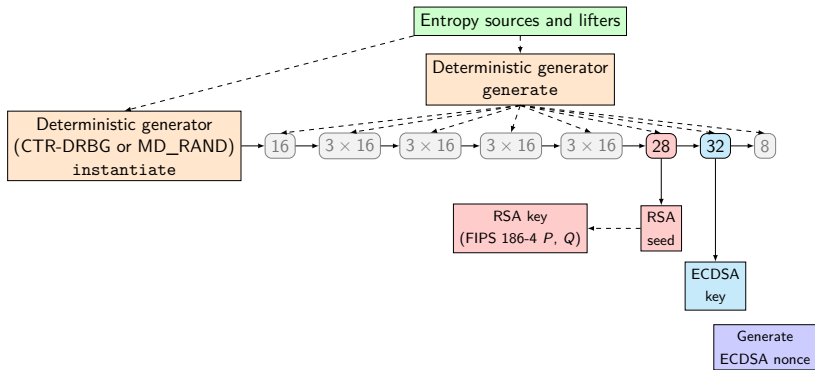 Entropy sources and lifters
Deterministic generator
generate
Deterministic generator
(CTR-DRBG or MD_RAND)
instantiate
16
3 × 16
3 × 16
3 × 16
3 × 16
28
32
8
RSA key
(FIPS 186-4 P, Q)
RSA
seed
ECDSA
key
Generate
ECDSA nonce